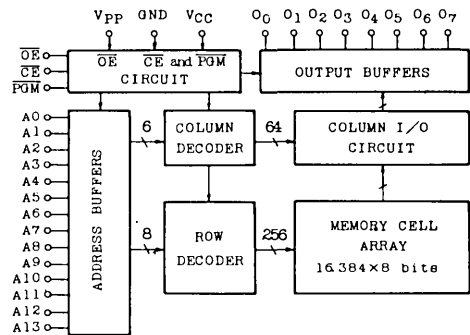 VPP GND VCC O0 O1 O2 O3 O4 O5 O6 O7
OE
CE
PGM
OE CE and PGM
CIRCUIT
OUTPUT BUFFERS
A0
A1
A2
A3
A4
A5
A6
A7
A8
A9
A10
A11
A12
A13
ADDRESS BUFFERS
6
COLUMN
DECODER
64
COLUMN I/O
CIRCUIT
8
ROW
DECODER
256
MEMORY CELL
ARRAY
16.384×8 bits